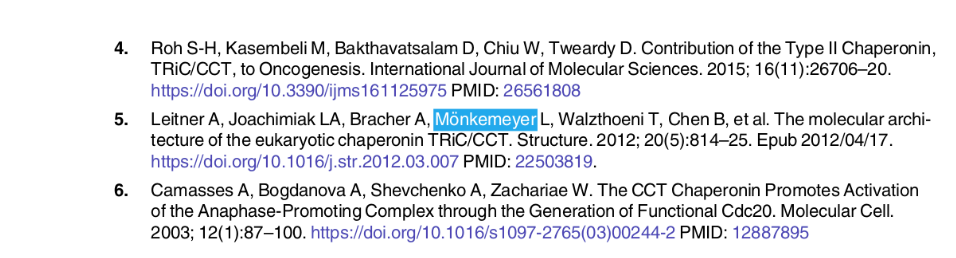 4. Roh S-H, Kasembeli M, Bakthavatsalam D, Chiu W, Tweardy D. Contribution of the Type II Chaperonin,
TRiC/CCT, to Oncogenesis. International Journal of Molecular Sciences. 2015; 16(11):26706–20.
https://doi.org/10.3390/ijms161125975 PMID: 26561808
5. Leitner A, Joachimiak LA, Bracher A, Mönkemeyer L, Walzthoeni T, Chen B, et al. The molecular archi-
tecture of the eukaryotic chaperonin TRiC/CCT. Structure. 2012; 20(5):814–25. Epub 2012/04/17.
https://doi.org/10.1016/j.str.2012.03.007 PMID: 22503819.
6. Camasses A, Bogdanova A, Shevchenko A, Zachariae W. The CCT Chaperonin Promotes Activation
of the Anaphase-Promoting Complex through the Generation of Functional Cdc20. Molecular Cell.
2003; 12(1):87–100. https://doi.org/10.1016/s1097-2765(03)00244-2 PMID: 12887895